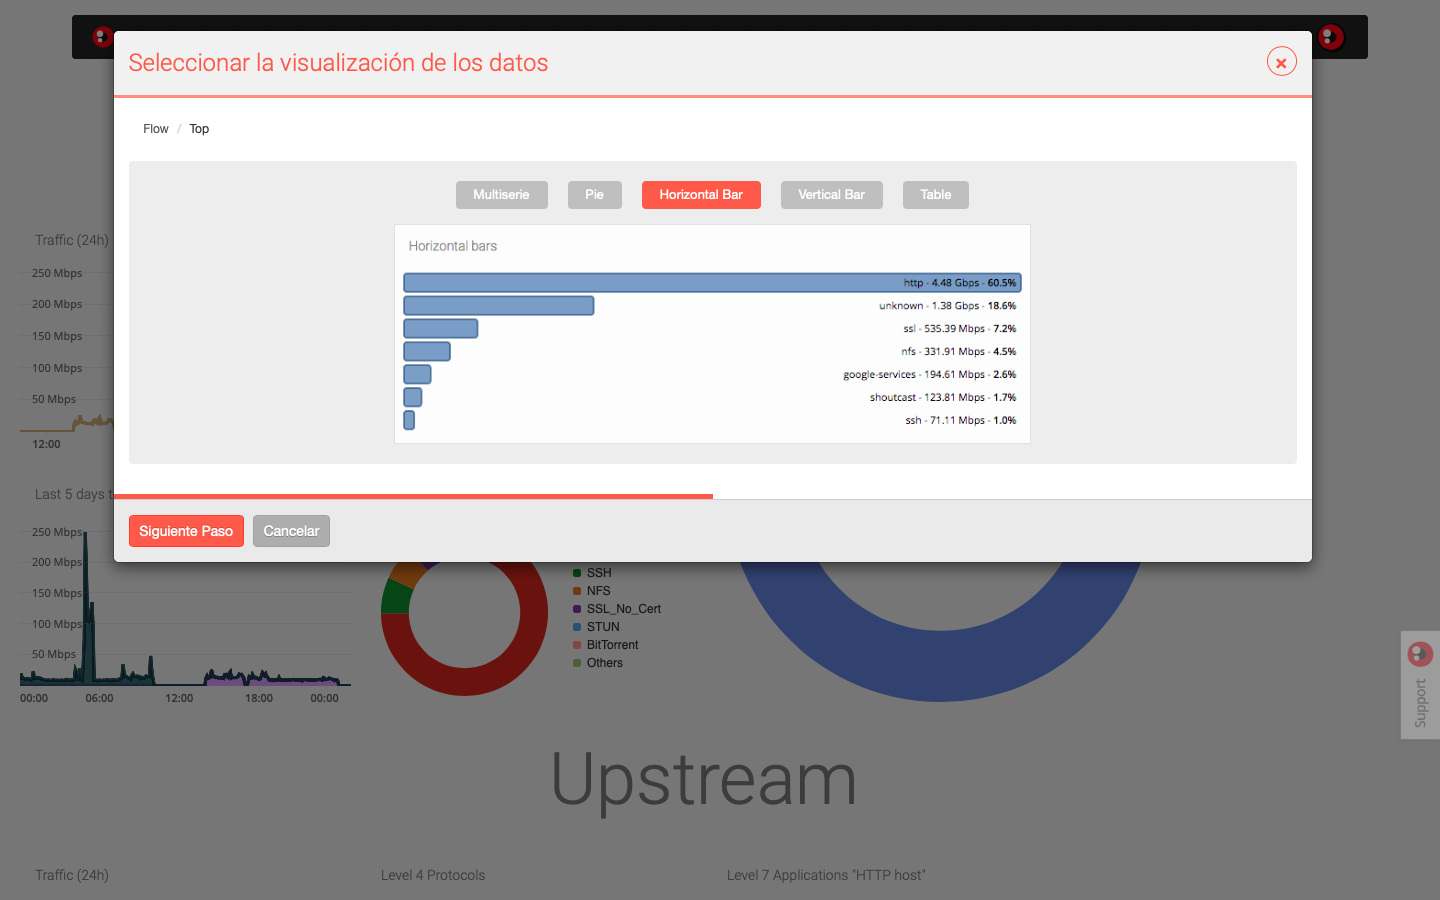 Seleccionar la visualización de los datos
Flow / Top
Multiserie
Pie
Horizontal Bar
Vertical Bar
Table
Horizontal bars
http - 4.48 Gbps - 60.5%
unknown - 1.38 Gbps - 18.6%
ssl - 535.39 Mbps - 7.2%
nfs - 331.91 Mbps - 4.5%
google-services - 194.61 Mbps - 2.6%
shoutcast - 123.81 Mbps - 1.7%
ssh - 71.11 Mbps - 1.0%
Siguiente Paso
Cancelar
Traffic (24h)
250 Mbps
200 Mbps
150 Mbps
100 Mbps
50 Mbps
12:00
Last 5 days t
250 Mbps
200 Mbps
150 Mbps
100 Mbps
50 Mbps
00:00
06:00
12:00
18:00
00:00
SSH
NFS
SSL_No_Cert
STUN
BitTorrent
Others
Support
Upstream
Traffic (24h)
Level 4 Protocols
Level 7 Applications "HTTP host"